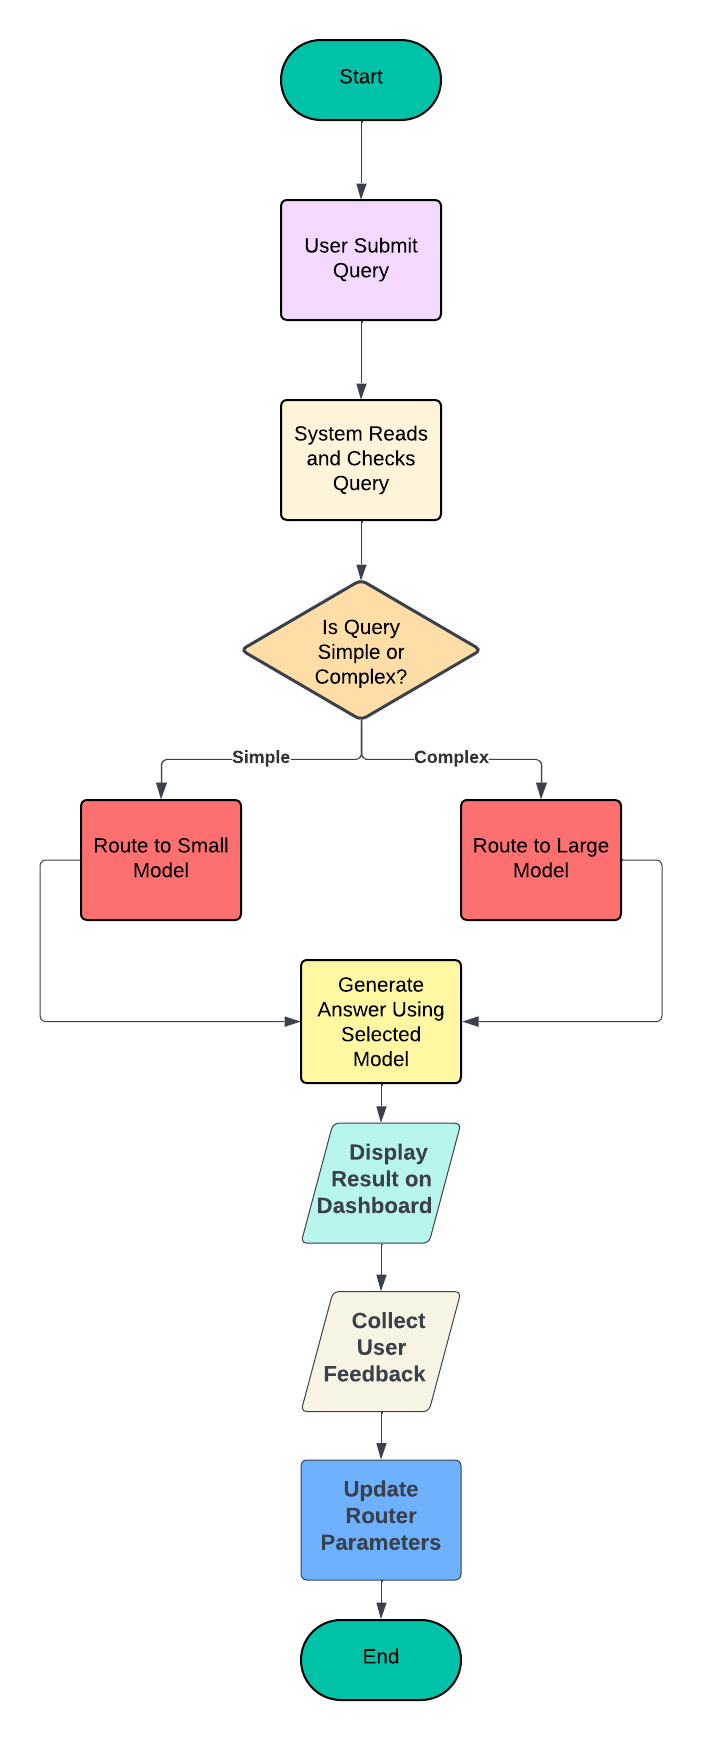 Start
User Submit
Query
System Reads
and Checks
Query
Is Query
Simple or
Complex?
Simple
Complex
Route to Small
Model
Route to Large
Model
Generate
Answer Using
Selected
Model
Display
Result on
Dashboard
Collect
User
Feedback
Update
Router
Parameters
End